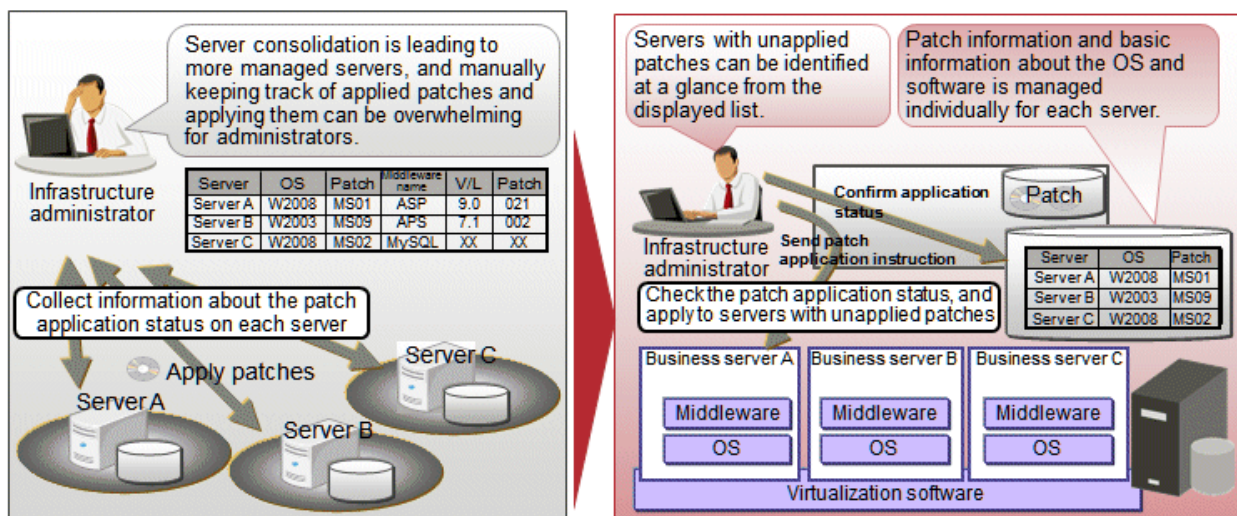 Server consolidation is leading to
more managed servers, and manually
keeping track of applied patches and
applying them can be overwhelming
for administrators.
Infrastructure
administrator
Server OS Patch Middleware name V/L Patch
Server A W2008 MS01 ASP 9.0 021
Server B W2003 MS09 APS 7.1 002
Server C W2008 MS02 MySQL XX XX
Collect information about the patch
application status on each server
Apply patches
Server A
Server B
Server C
Servers with unapplied
patches can be identified
at a glance from the
displayed list.
Patch information and basic
information about the OS and
software is managed
individually for each server.
Infrastructure
administrator
Confirm application
status
Patch
Send patch
application instruction
Server OS Patch
Server A W2008 MS01
Server B W2003 MS09
Server C W2008 MS02
Check the patch application status, and
apply to servers with unapplied patches
Business server A
Middleware
OS
Business server B
Middleware
OS
Business server C
Middleware
OS
Virtualization software